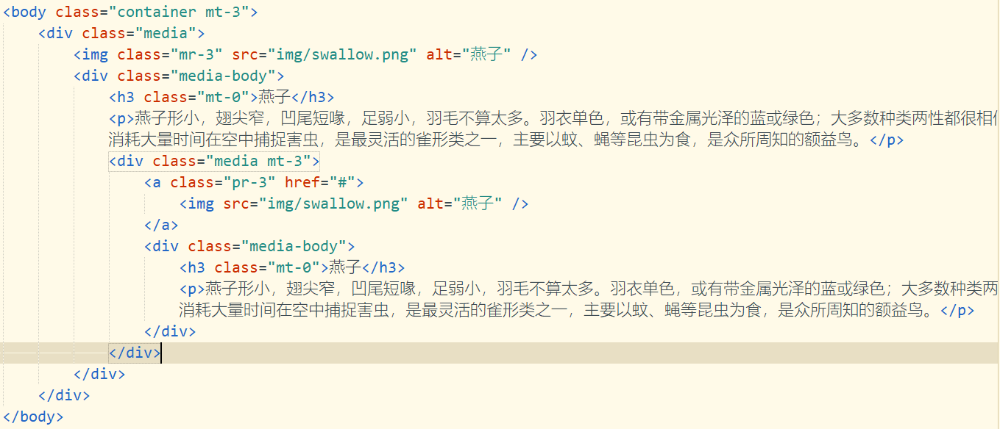 <body class="container mt-3">
<div class="media">
<img class="mr-3" src="img/swallow.png" alt="燕子" />
<div class="media-body">
<h3 class="mt-0">燕子</h3>
<p>燕子形小，翅尖窄，凹尾短喙，足弱小，羽毛不算太多。羽衣单色，或有带金属光泽的蓝或绿色；大多数种类两性都很相
消耗大量时间在空中捕捉害虫，是最灵活的雀形类之一，主要以蚊、蝇等昆虫为食，是众所周知的额益鸟。</p>
<div class="media mt-3">
<a class="pr-3" href="#">
<img src="img/swallow.png" alt="燕子" />
</a>
<div class="media-body">
<h3 class="mt-0">燕子</h3>
<p>燕子形小，翅尖窄，凹尾短喙，足弱小，羽毛不算太多。羽衣单色，或有带金属光泽的蓝或绿色；大多数种类两
消耗大量时间在空中捕捉害虫，是最灵活的雀形类之一，主要以蚊、蝇等昆虫为食，是众所周知的额益鸟。</p>
</div>
</div>
</div>
</div>
</body>